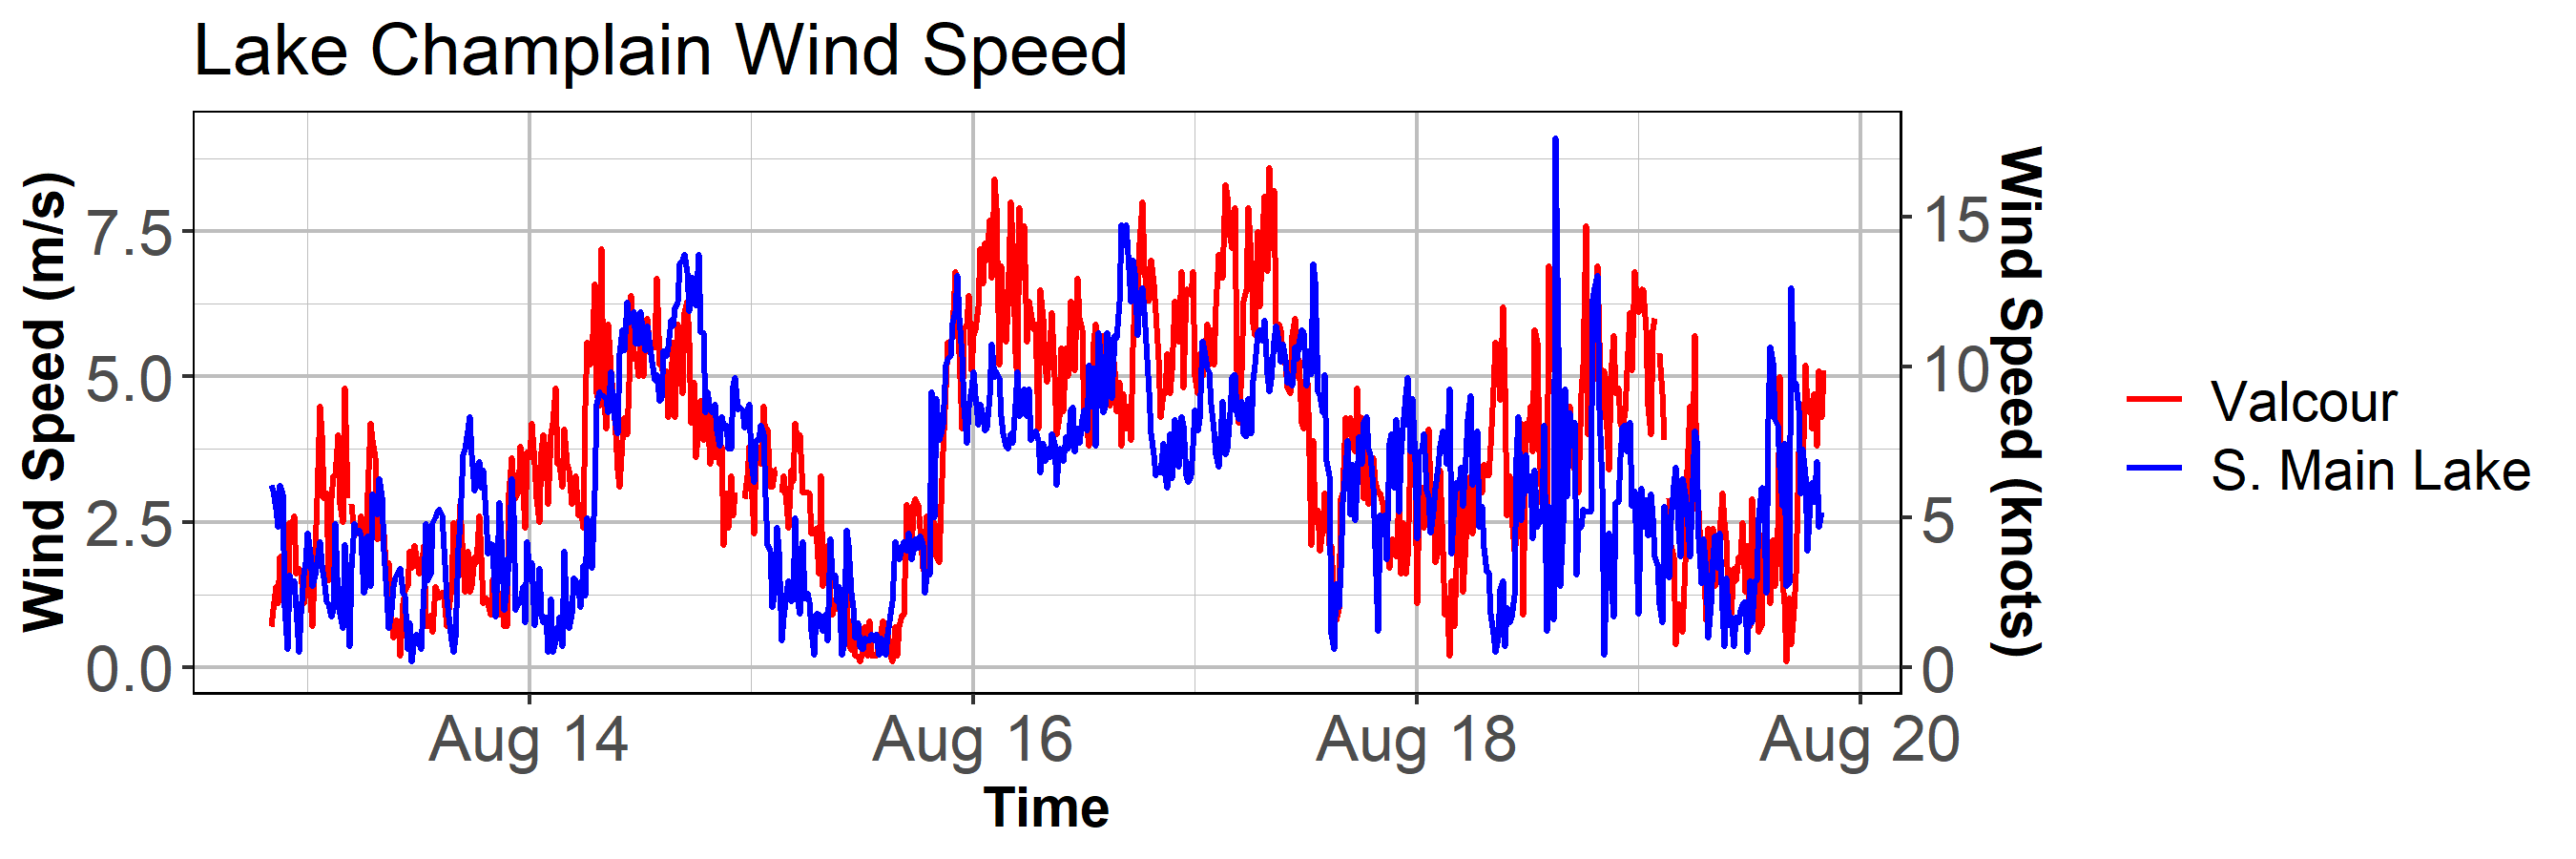 Lake Champlain Wind Speed
Wind Speed (m/s)
7.5
5.0
2.5
0.0
Aug 14
Aug 16
Aug 18
Aug 20
Time
15
10
5
0
Wind Speed (knots)
Valcour
S. Main Lake